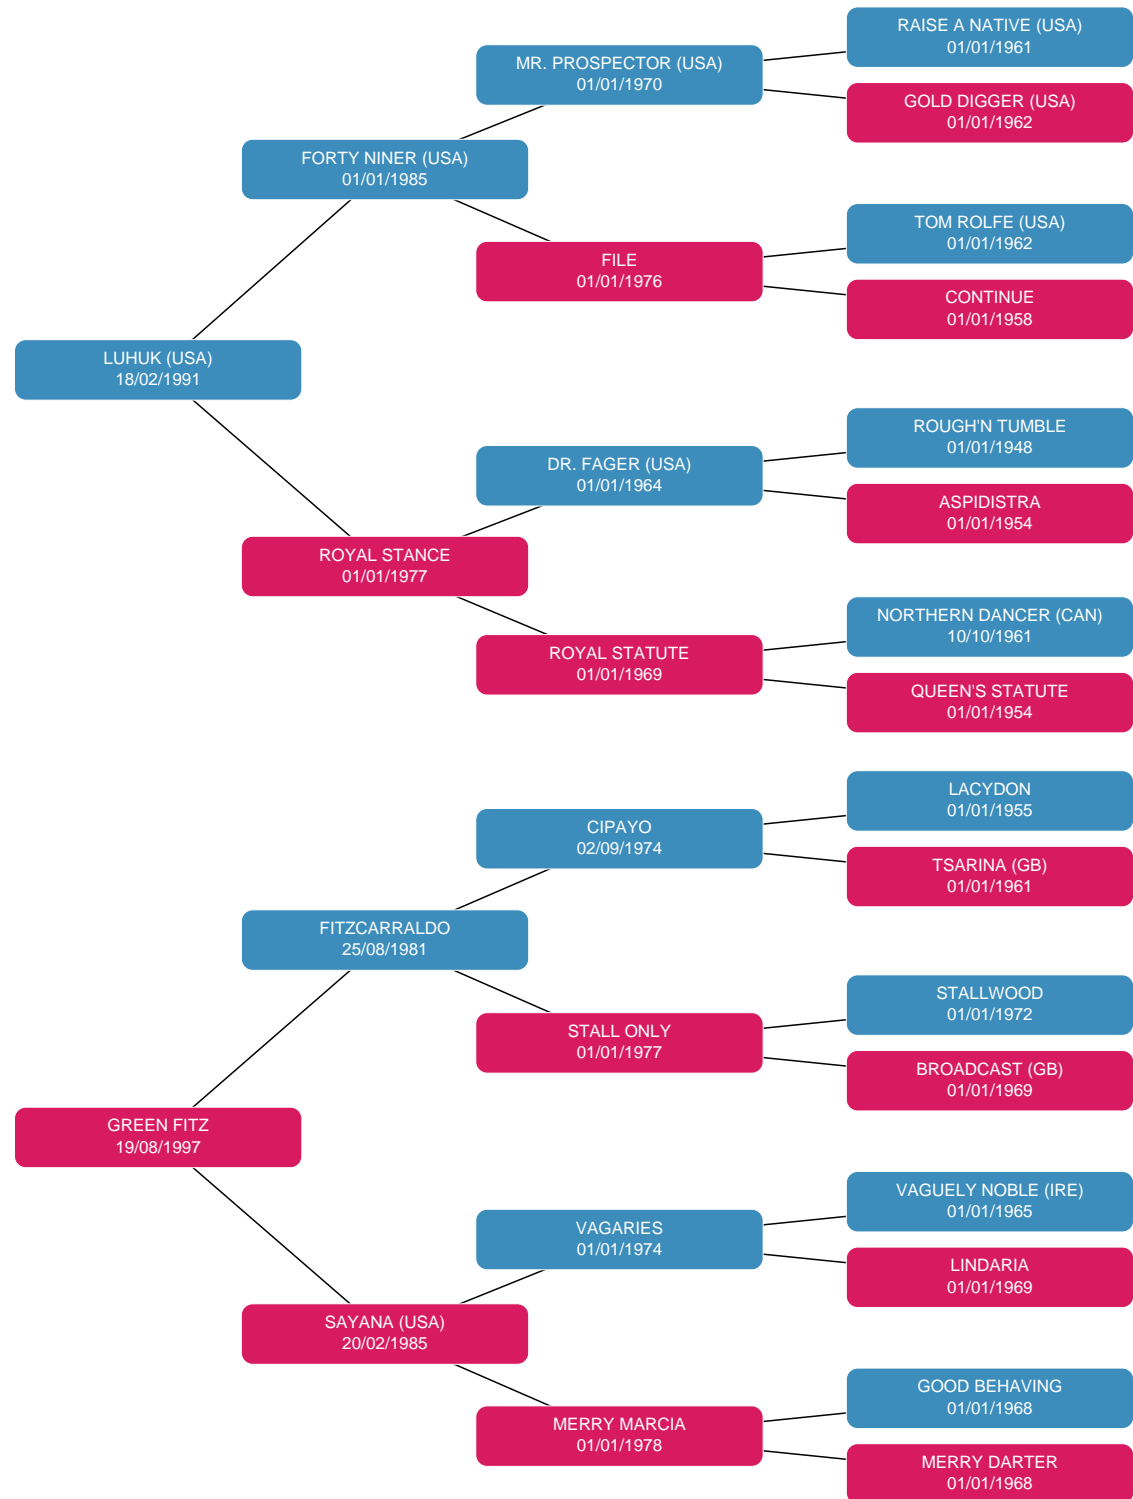 RAISE A NATIVE (USA)
01/01/1961
MR. PROSPECTOR (USA)
01/01/1970
GOLD DIGGER (USA)
01/01/1962
FORTY NINER (USA)
01/01/1985
TOM ROLFE (USA)
01/01/1962
FILE
01/01/1976
CONTINUE
01/01/1958
LUHUK (USA)
18/02/1991
ROUGH'N TUMBLE
01/01/1948
DR. FAGER (USA)
01/01/1964
ASPIDISTRA
01/01/1954
ROYAL STANCE
01/01/1977
NORTHERN DANCER (CAN)
10/10/1961
ROYAL STATUTE
01/01/1969
QUEEN'S STATUTE
01/01/1954
LACYDON
01/01/1955
CIPAYO
02/09/1974
TSARINA (GB)
01/01/1961
FITZCARRALDO
25/08/1981
STALLWOOD
01/01/1972
STALL ONLY
01/01/1977
BROADCAST (GB)
01/01/1969
GREEN FITZ
19/08/1997
VAGUELY NOBLE (IRE)
01/01/1965
VAGARIES
01/01/1974
LINDARIA
01/01/1969
SAYANA (USA)
20/02/1985
GOOD BEHAVING
01/01/1968
MERRY MARCIA
01/01/1978
MERRY DARTER
01/01/1968